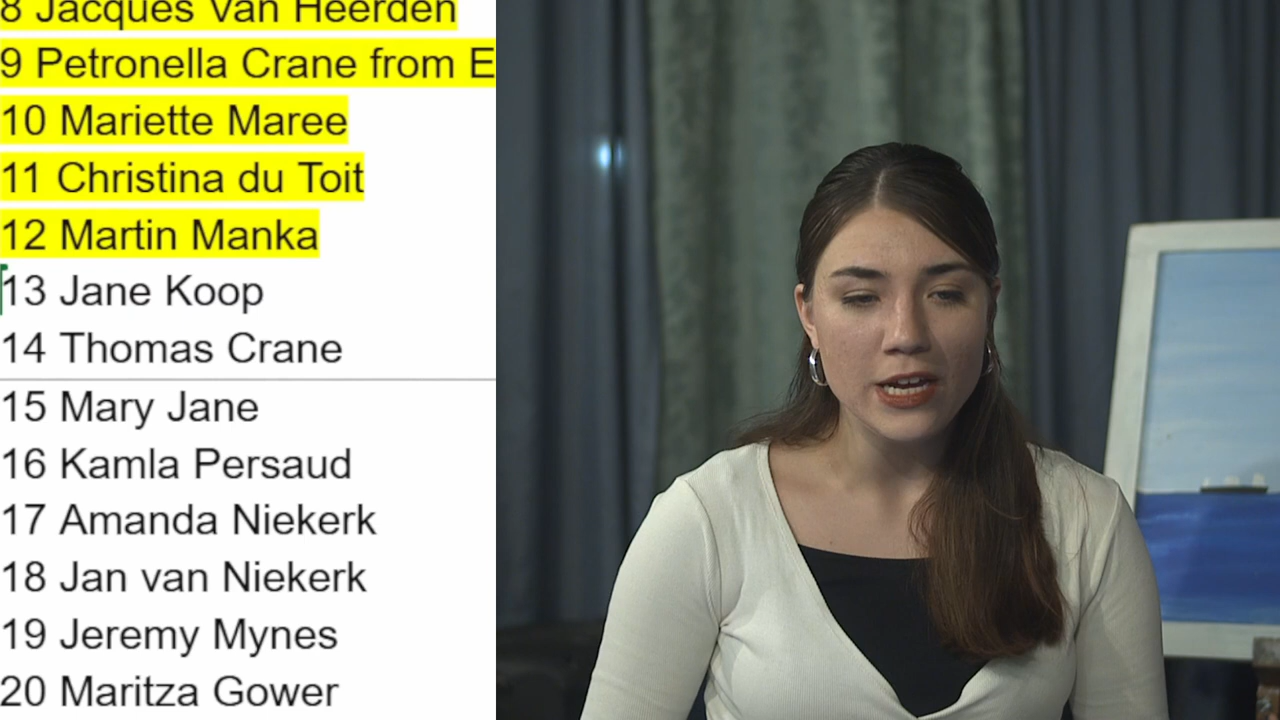 8 Jacques Van Heerden
9 Petronella Crane from E
10 Mariette Maree
11 Christina du Toit
12 Martin Manka
13 Jane Koop
14 Thomas Crane
15 Mary Jane
16 Kamla Persaud
17 Amanda Niekerk
18 Jan van Niekerk
19 Jeremy Mynes
20 Maritza Gower